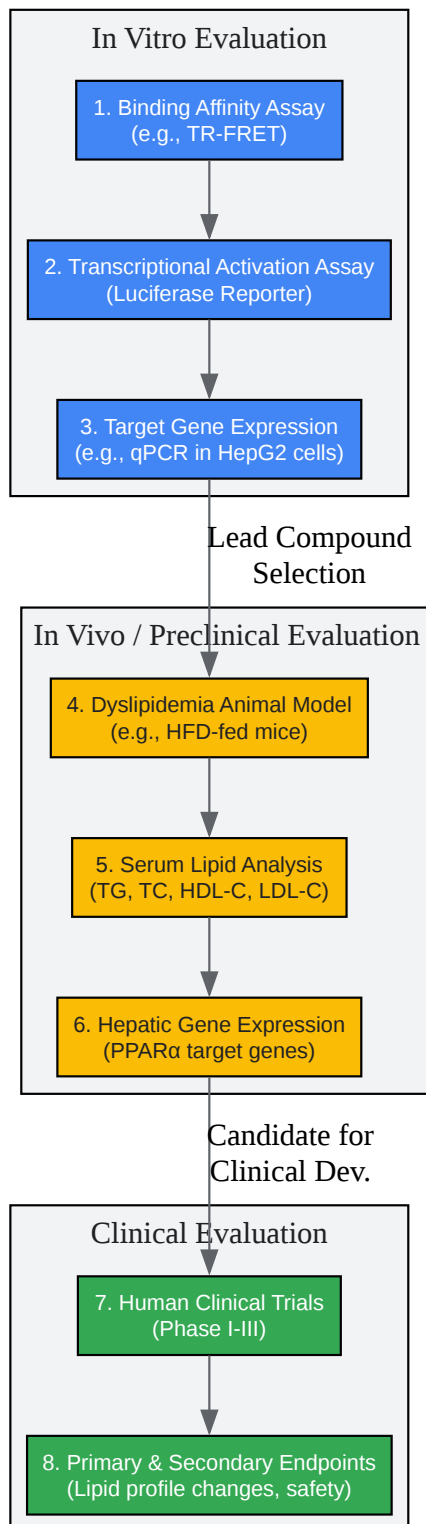 In Vitro Evaluation
1. Binding Affinity Assay
(e.g., TR-FRET)
2. Transcriptional Activation Assay
(Luciferase Reporter)
3. Target Gene Expression
(e.g., qPCR in HepG2 cells)
Lead Compound
Selection
In Vivo / Preclinical Evaluation
4. Dyslipidemia Animal Model
(e.g., HFD-fed mice)
5. Serum Lipid Analysis
(TG, TC, HDL-C, LDL-C)
6. Hepatic Gene Expression
(PPARα target genes)
Candidate for
Clinical Dev.
Clinical Evaluation
7. Human Clinical Trials
(Phase I-III)
8. Primary & Secondary Endpoints
(Lipid profile changes, safety)